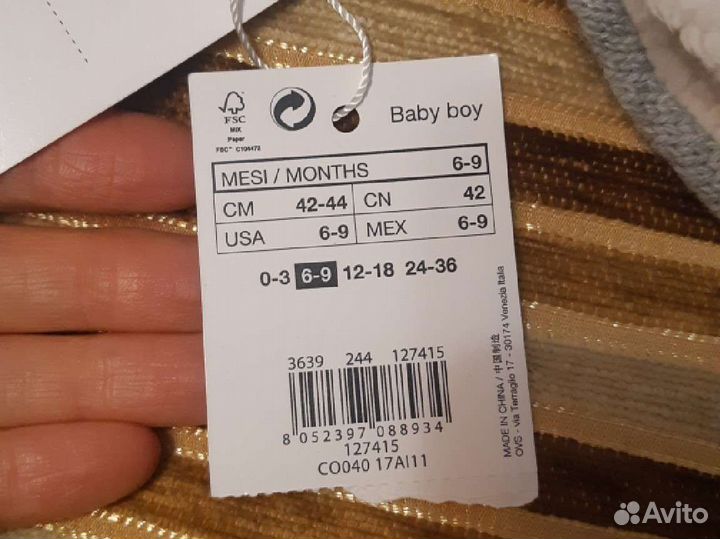 FSC
MIX
Paper
FSC™ C104472
Baby boy
MESI / MONTHS 6-9
CM 42-44 CN 42
USA 6-9 MEX 6-9
0-3 6-9 12-18 24-36
3639 244 127415
8 052397 088934
127415
CO040 17AI11
MADE IN CHINA / 中国制造
OVS - via Terraglio 17 - 30174 Venezia Italia
Avito